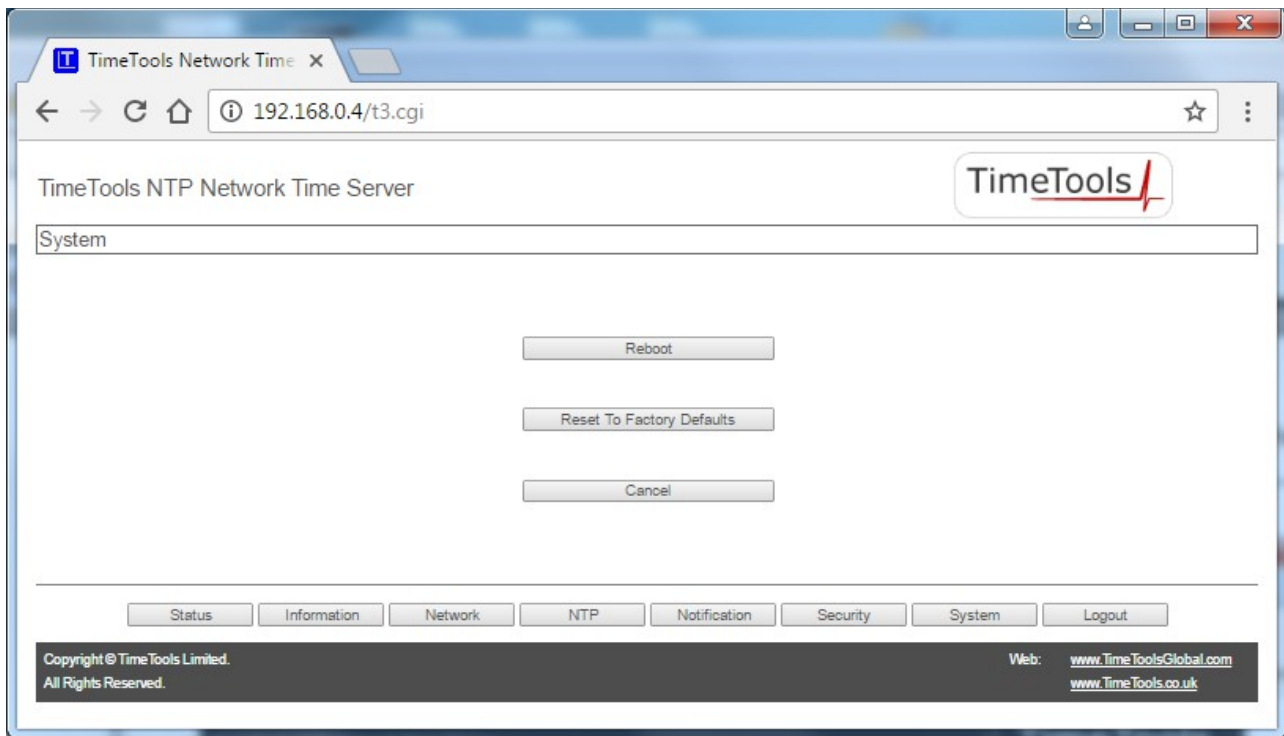 TimeTools Network Time
192.168.0.4/t3.cgi
TimeTools NTP Network Time Server
TimeTools
System
Reboot
Reset To Factory Defaults
Cancel
Status Information Network NTP Notification Security System Logout
Copyright © TimeTools Limited. Web: www.TimeToolsGlobal.com
All Rights Reserved. www.TimeTools.co.uk